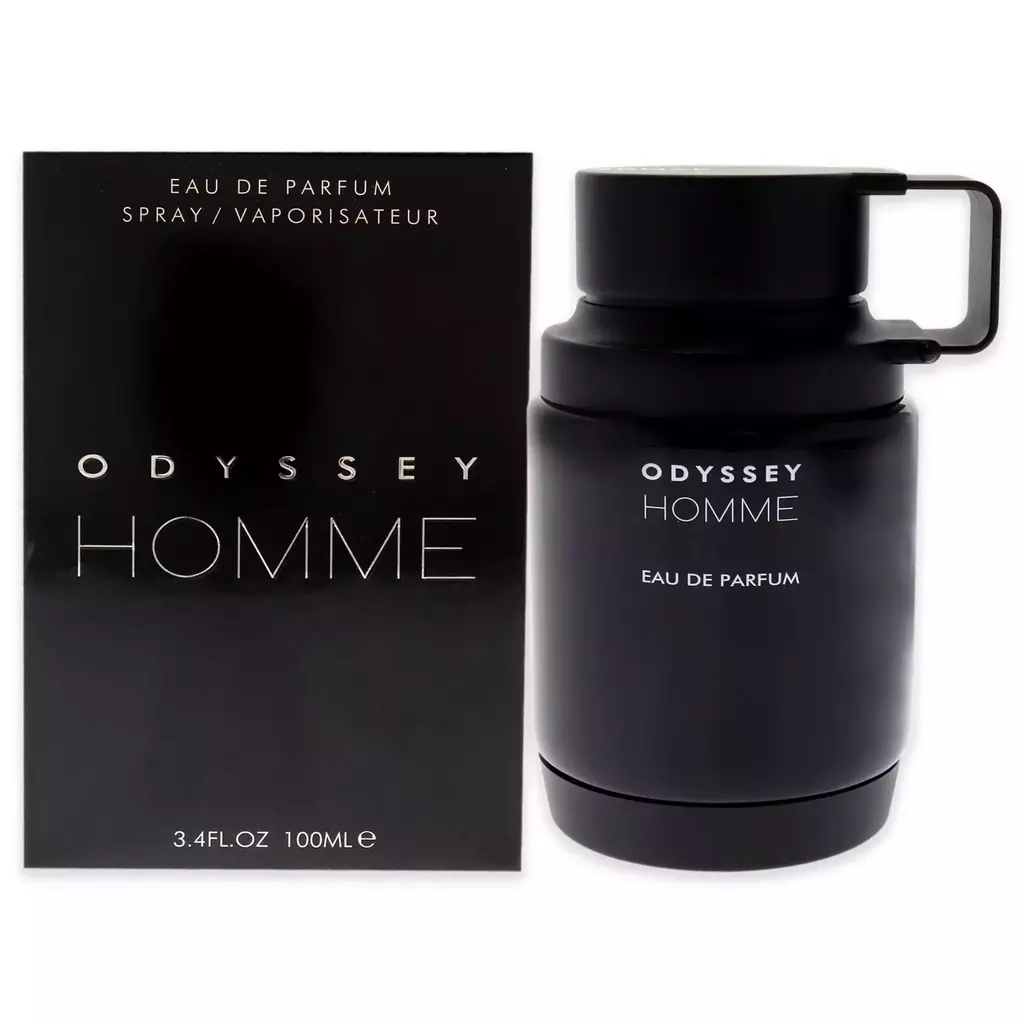 EAU DE PARFUM
SPRAY / VAPORISATEUR
ODYSSEY
HOMME
3.4FL.OZ 100ML ℮
ODYSSEY
HOMME
EAU DE PARFUM